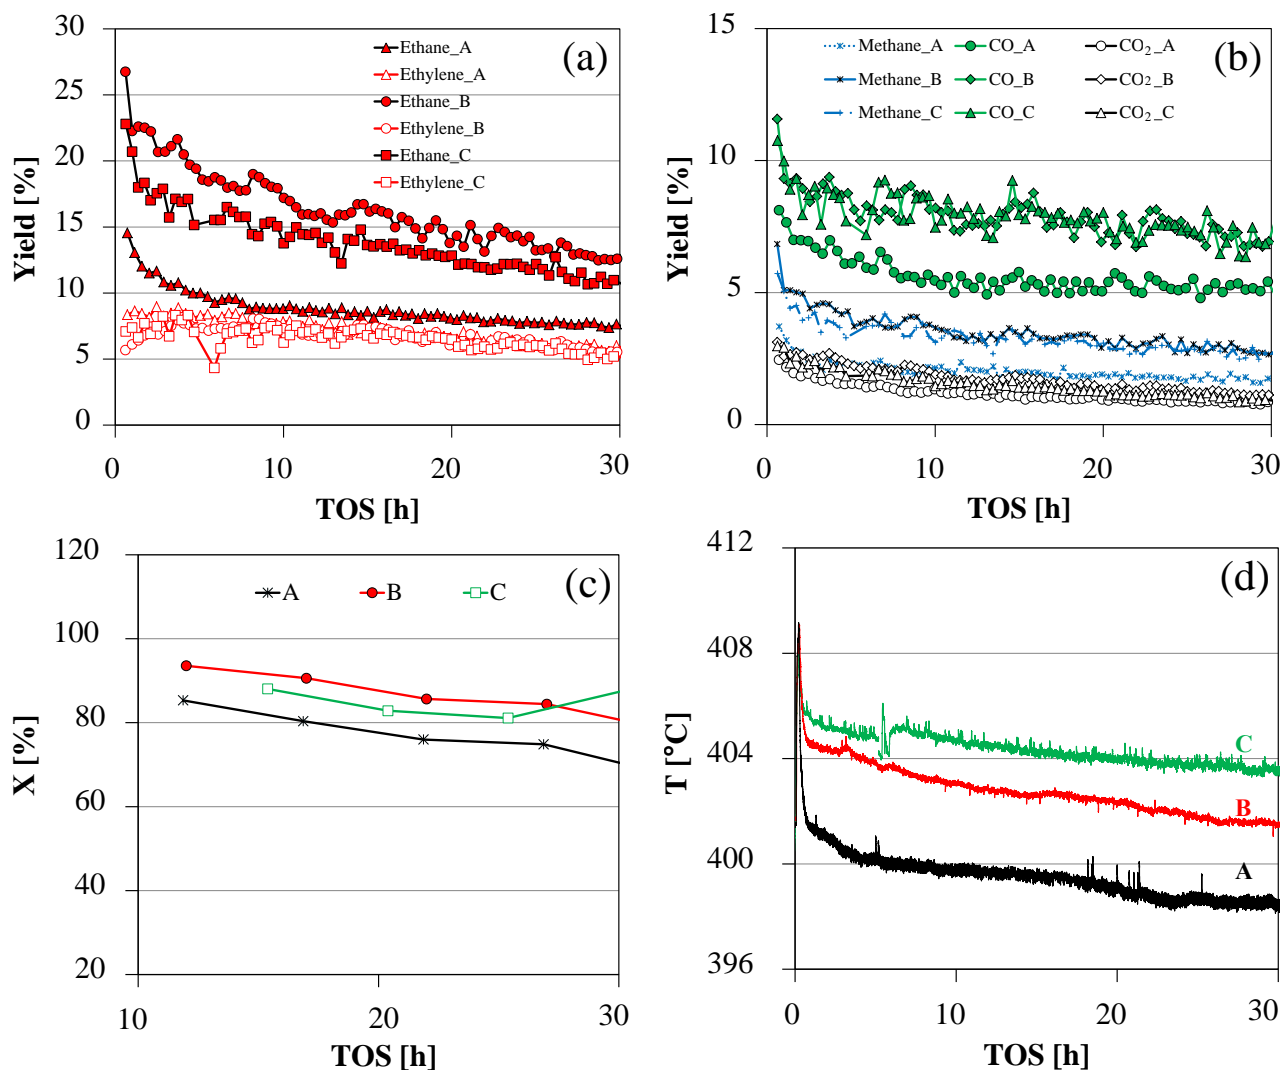 30
25
20
15
10
5
0
Yield [%]
0
10
20
30
TOS [h]
(a)
Ethane_A
Ethylene_A
Ethane_B
Ethylene_B
Ethane_C
Ethylene_C
15
10
5
0
Yield [%]
0
10
20
30
TOS [h]
(b)
Methane_A CO_A CO₂_A
Methane_B CO_B CO₂_B
Methane_C CO_C CO₂_C
120
100
80
60
40
20
X [%]
10
20
30
TOS [h]
(c)
A B C
412
408
404
400
396
T [°C]
0
10
20
30
TOS [h]
(d)
C
B
A